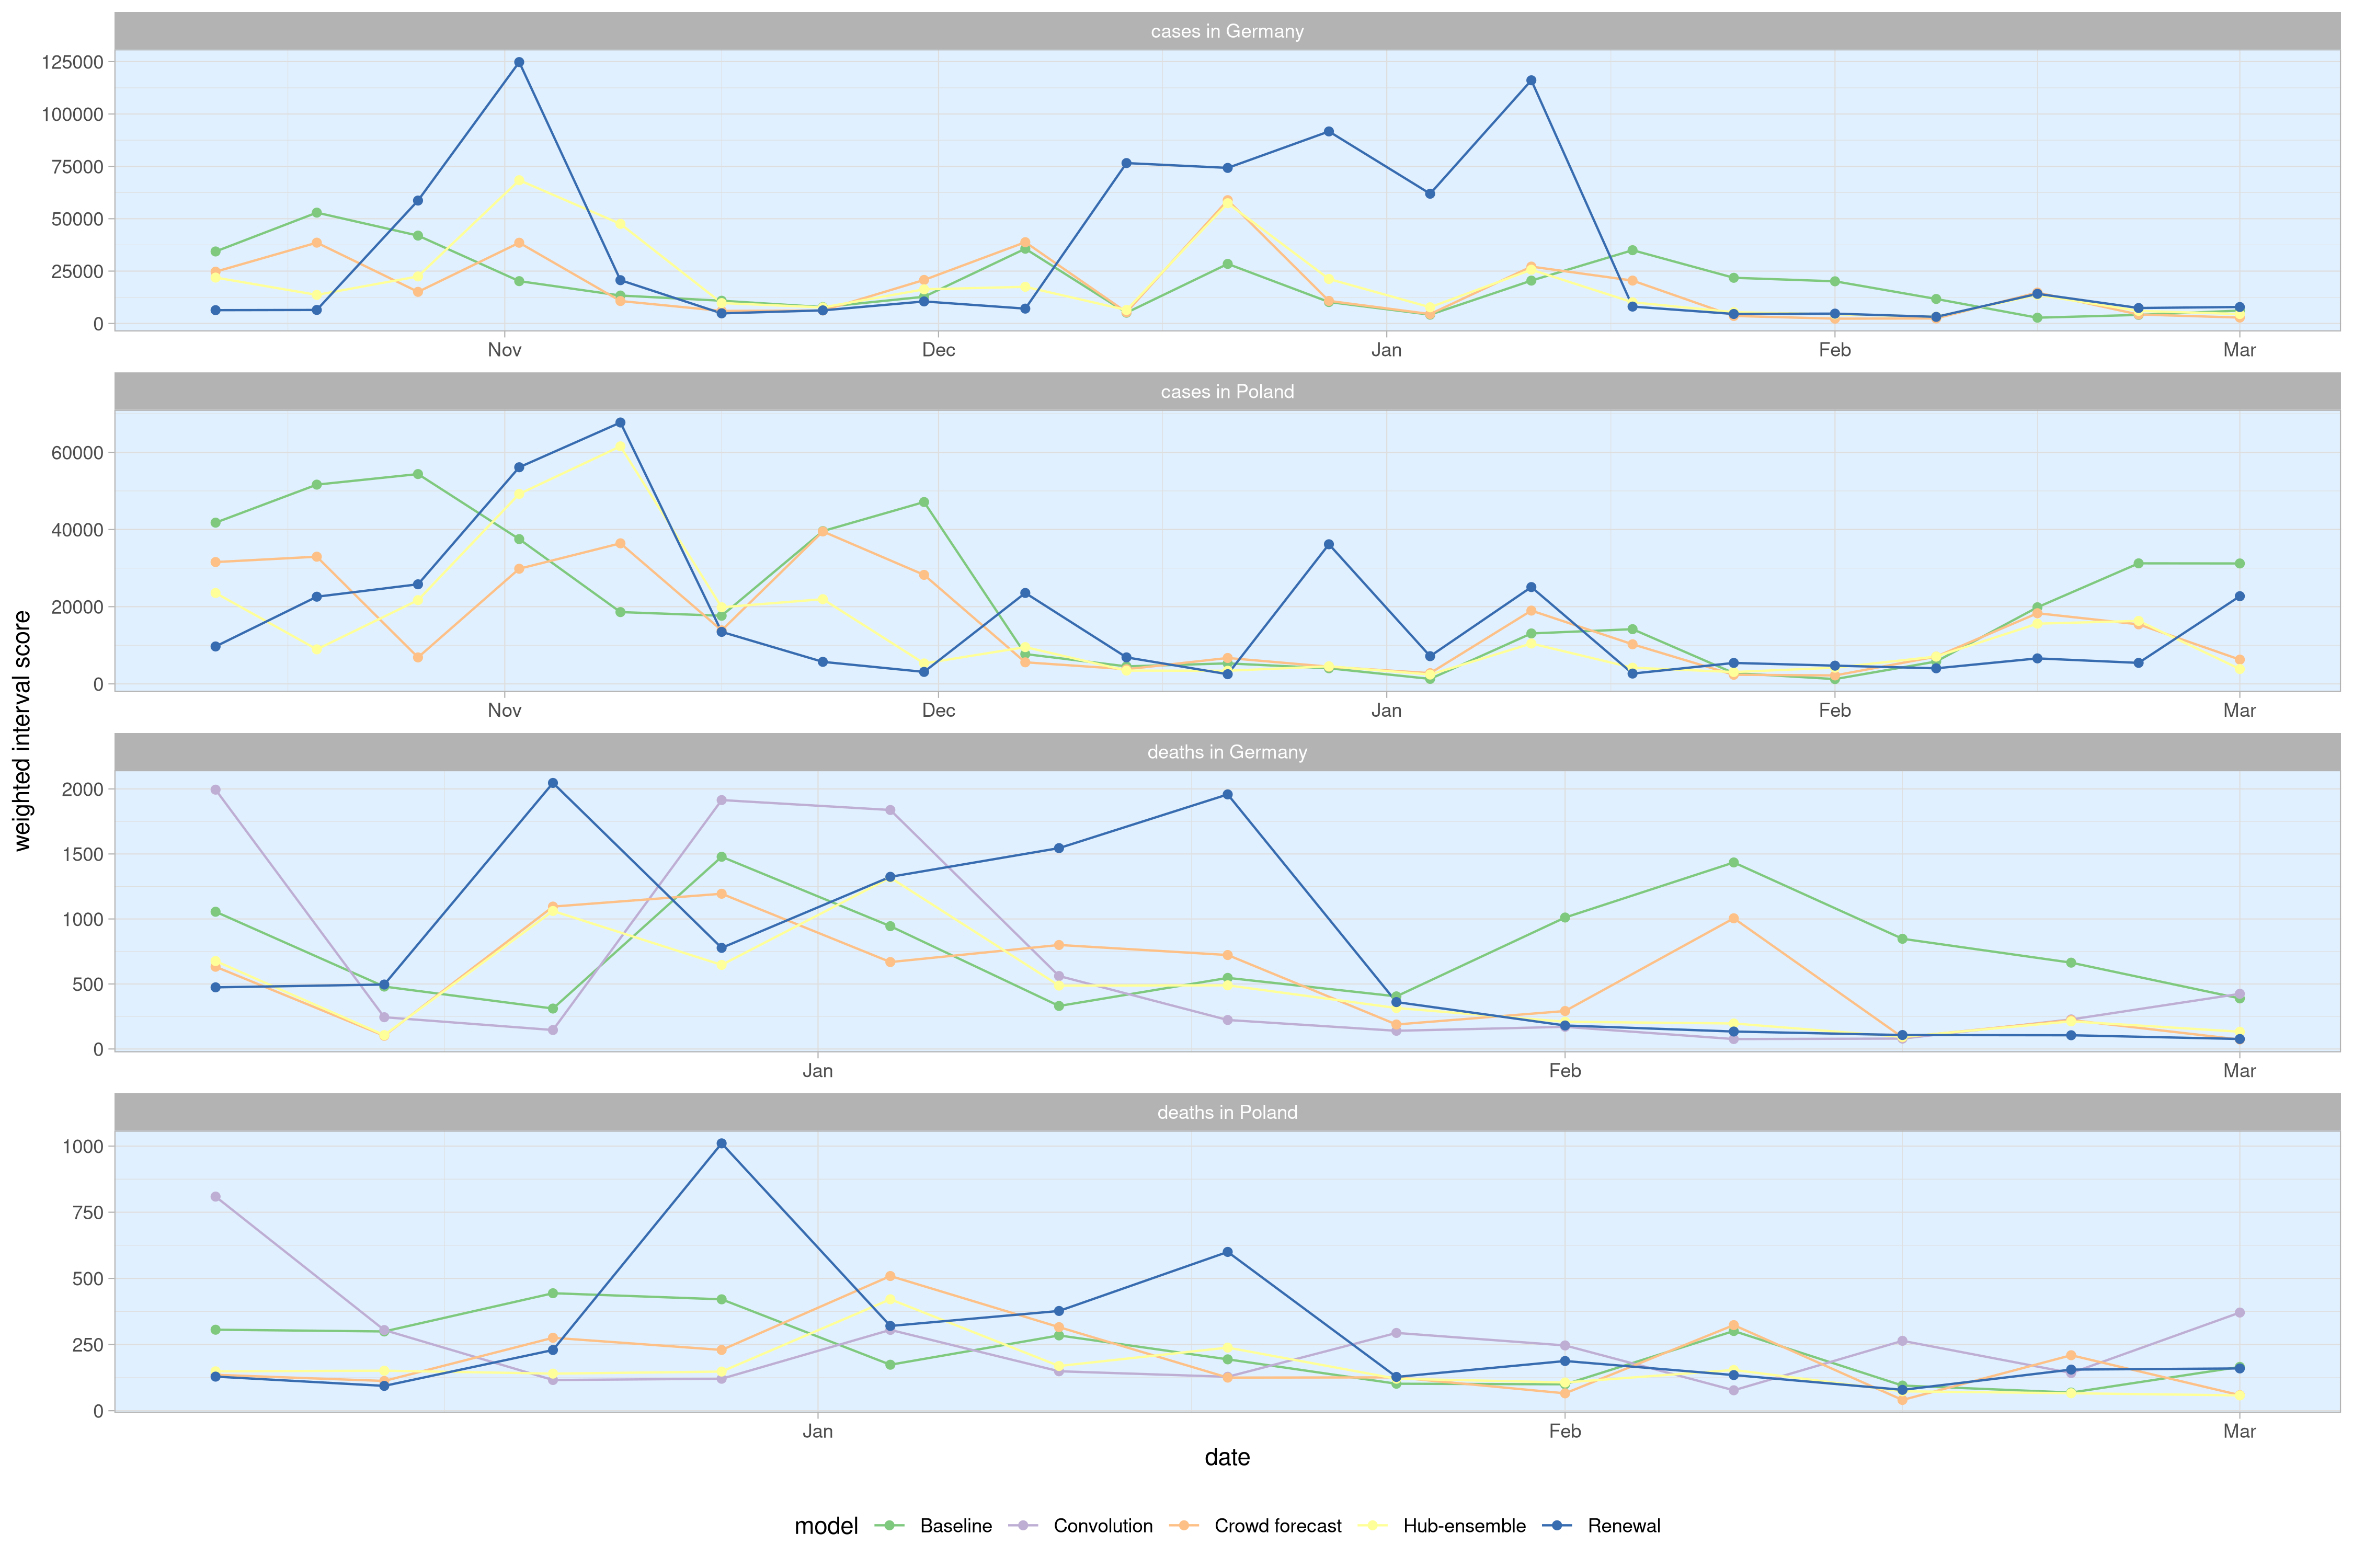 cases in Germany
125000
100000
75000
50000
25000
0
Nov Dec Jan Feb Mar
cases in Poland
60000
40000
20000
0
Nov Dec Jan Feb Mar
deaths in Germany
2000
1500
1000
500
0
Jan Feb Mar
deaths in Poland
1000
750
500
250
0
Jan Feb Mar
weighted interval score
date
model Baseline Convolution Crowd forecast Hub-ensemble Renewal